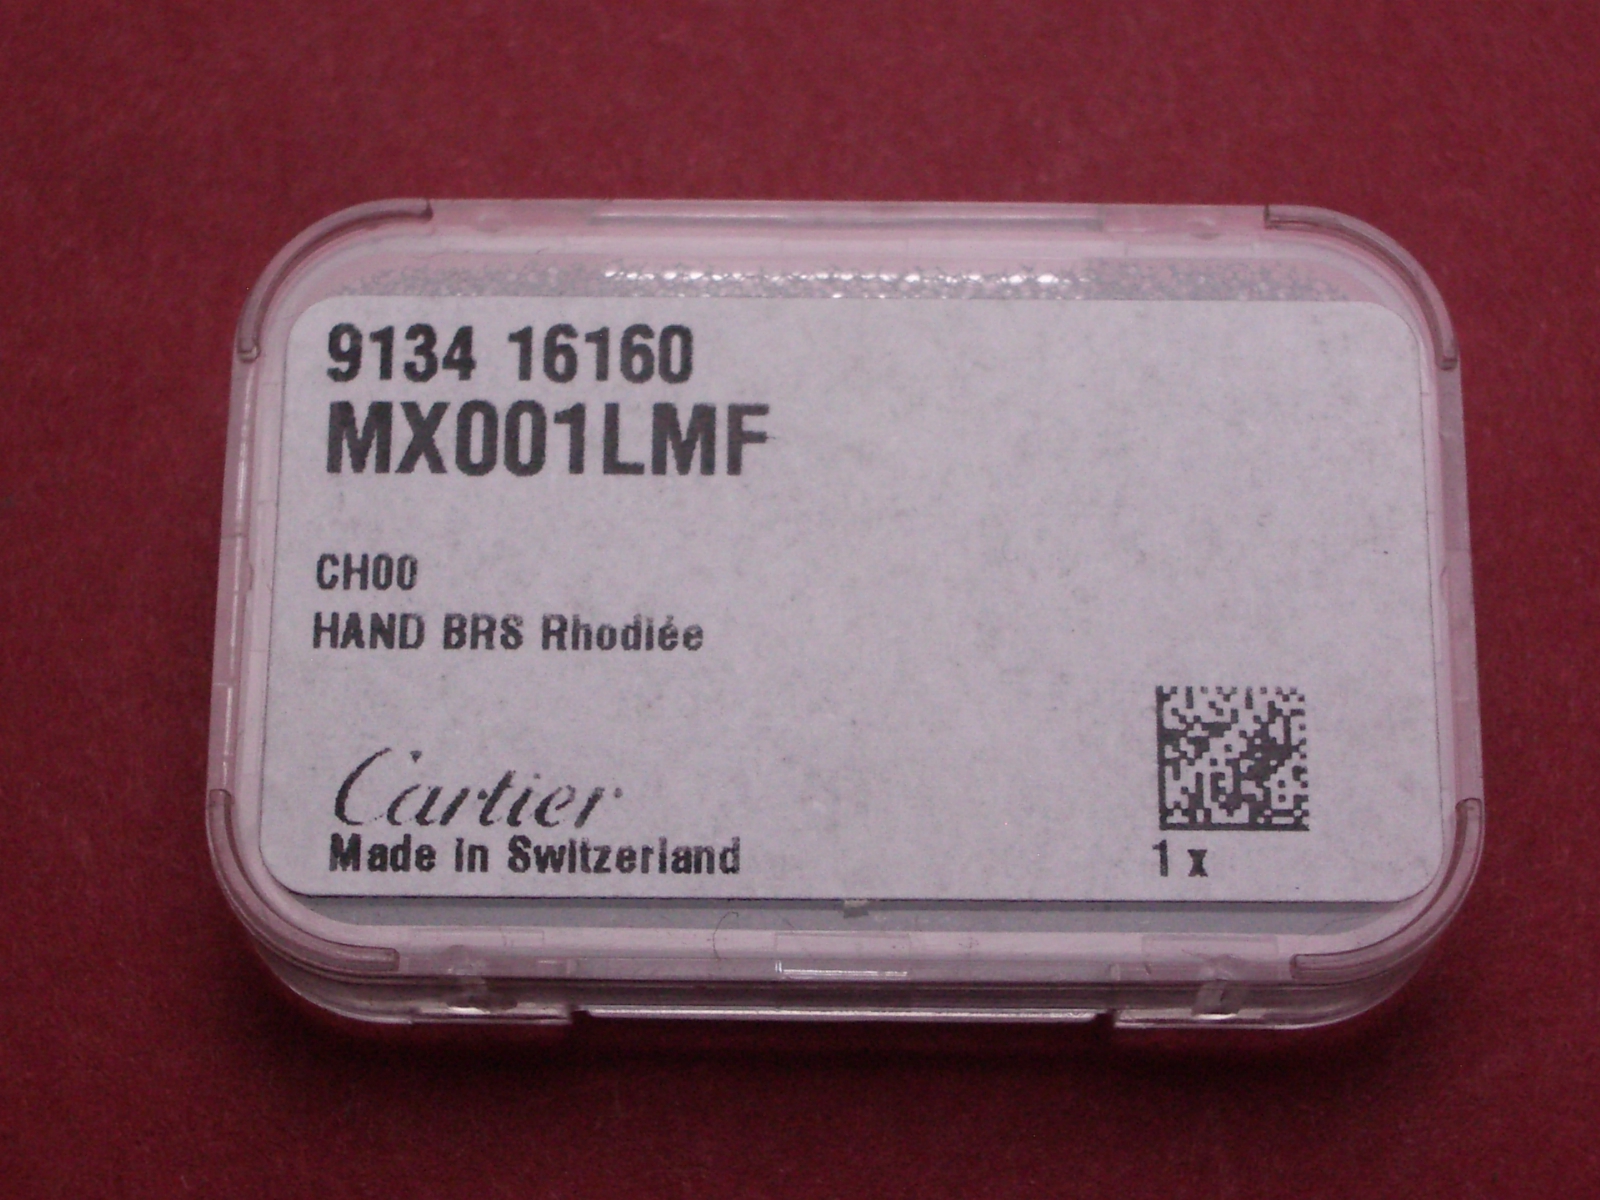 9134 16160
MX001LMF
CH00
HAND BRS Rhodiée
Cartier
Made in Switzerland
1 x